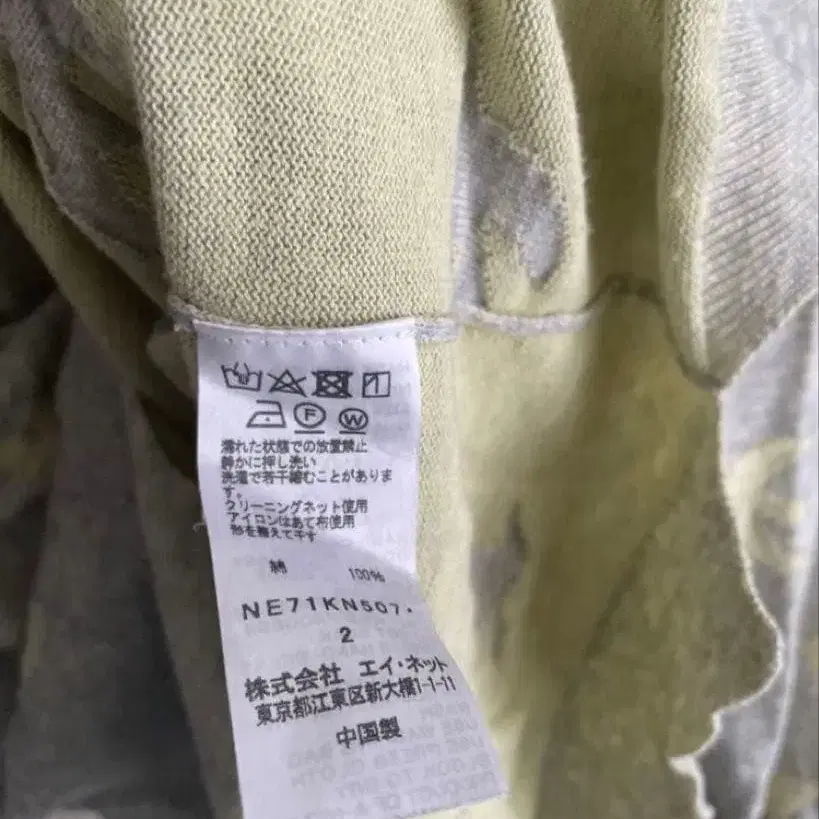 F W
濡れた状態での放置禁止
静かに押し洗い
洗濯で若干縮むことがありま
す。
クリーニングネット使用
アイロンはあて布使用
形を整えて干す
綿 100%
NE71KN507.
2
株式会社 エイ・ネット
東京都江東区新大橋1-1-11
中国製